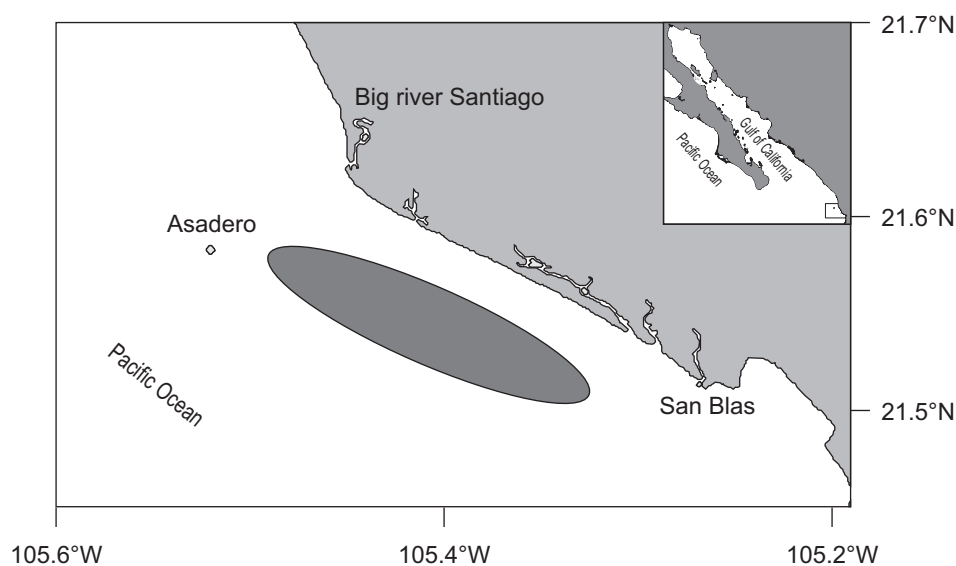 21.7°N
Big river Santiago
Gulf of California
Pacific Ocean
21.6°N
Asadero
Pacific Ocean
San Blas
21.5°N
105.6°W
105.4°W
105.2°W